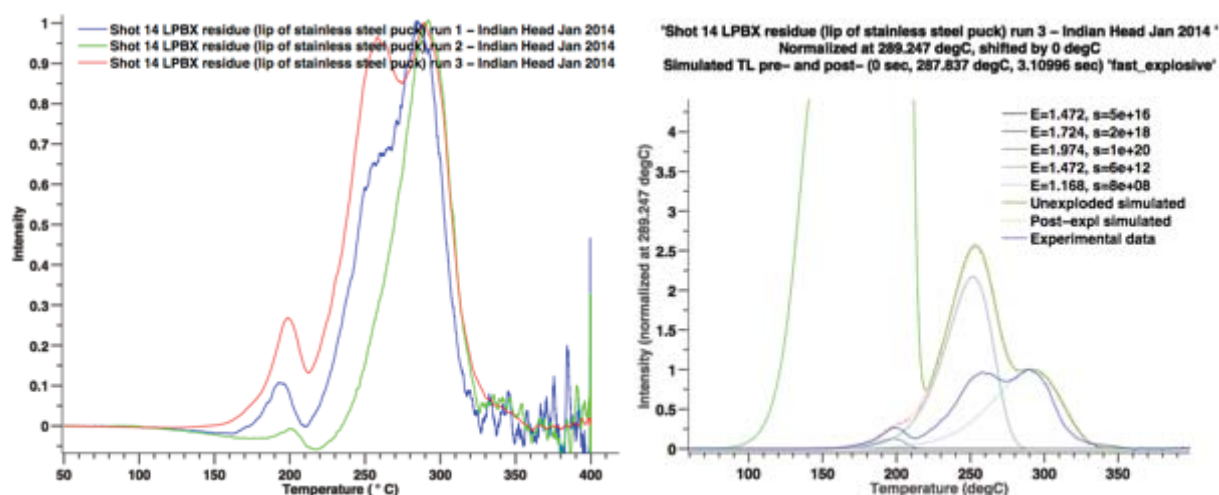 Shot 14 LPBX residue (lip of stainless steel puck) run 1 – Indian Head Jan 2014
Shot 14 LPBX residue (lip of stainless steel puck) run 2 – Indian Head Jan 2014
Shot 14 LPBX residue (lip of stainless steel puck) run 3 – Indian Head Jan 2014
1
0.9
0.8
0.7
0.6
0.5
0.4
0.3
0.2
0.1
0
Intensity
50 100 150 200 250 300 350 400
Temperature ( ° C)
"Shot 14 LPBX residue (lip of stainless steel puck) run 3 – Indian Head Jan 2014 "
Normalized at 289.247 degC, shifted by 0 degC
Simulated TL pre– and post– (0 sec, 287.837 degC, 3.10996 sec) "fast_explosive"
E=1.472, s=5e+16
E=1.724, s=2e+18
E=1.974, s=1e+20
E=1.472, s=6e+12
E=1.168, s=8e+08
Unexploded simulated
Post–expl simulated
Experimental data
4
3.5
3
2.5
2
1.5
1
0.5
0
Intensity (normalized at 289.247 degC)
100 150 200 250 300 350
Temperature (degC)